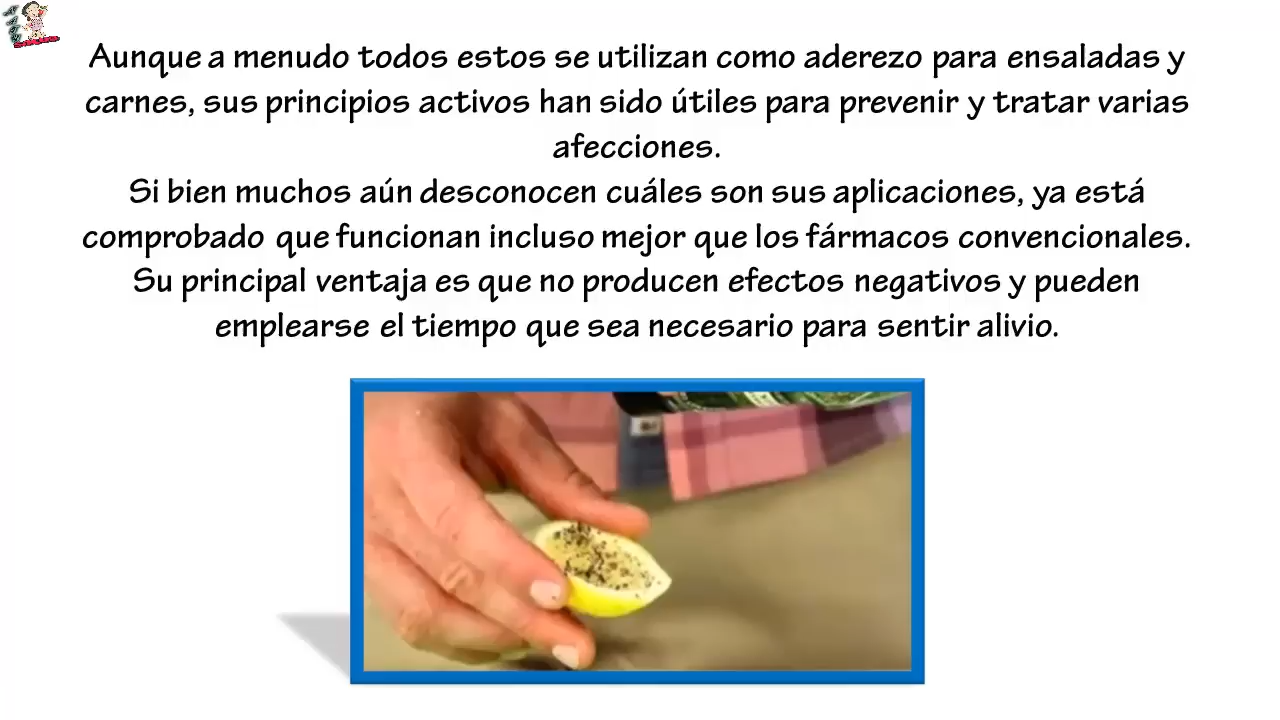 Aunque a menudo todos estos se utilizan como aderezo para ensaladas y
carnes, sus principios activos han sido útiles para prevenir y tratar varias
afecciones.
Si bien muchos aún desconocen cuáles son sus aplicaciones, ya está
comprobado que funcionan incluso mejor que los fármacos convencionales.
Su principal ventaja es que no producen efectos negativos y pueden
emplearse el tiempo que sea necesario para sentir alivio.